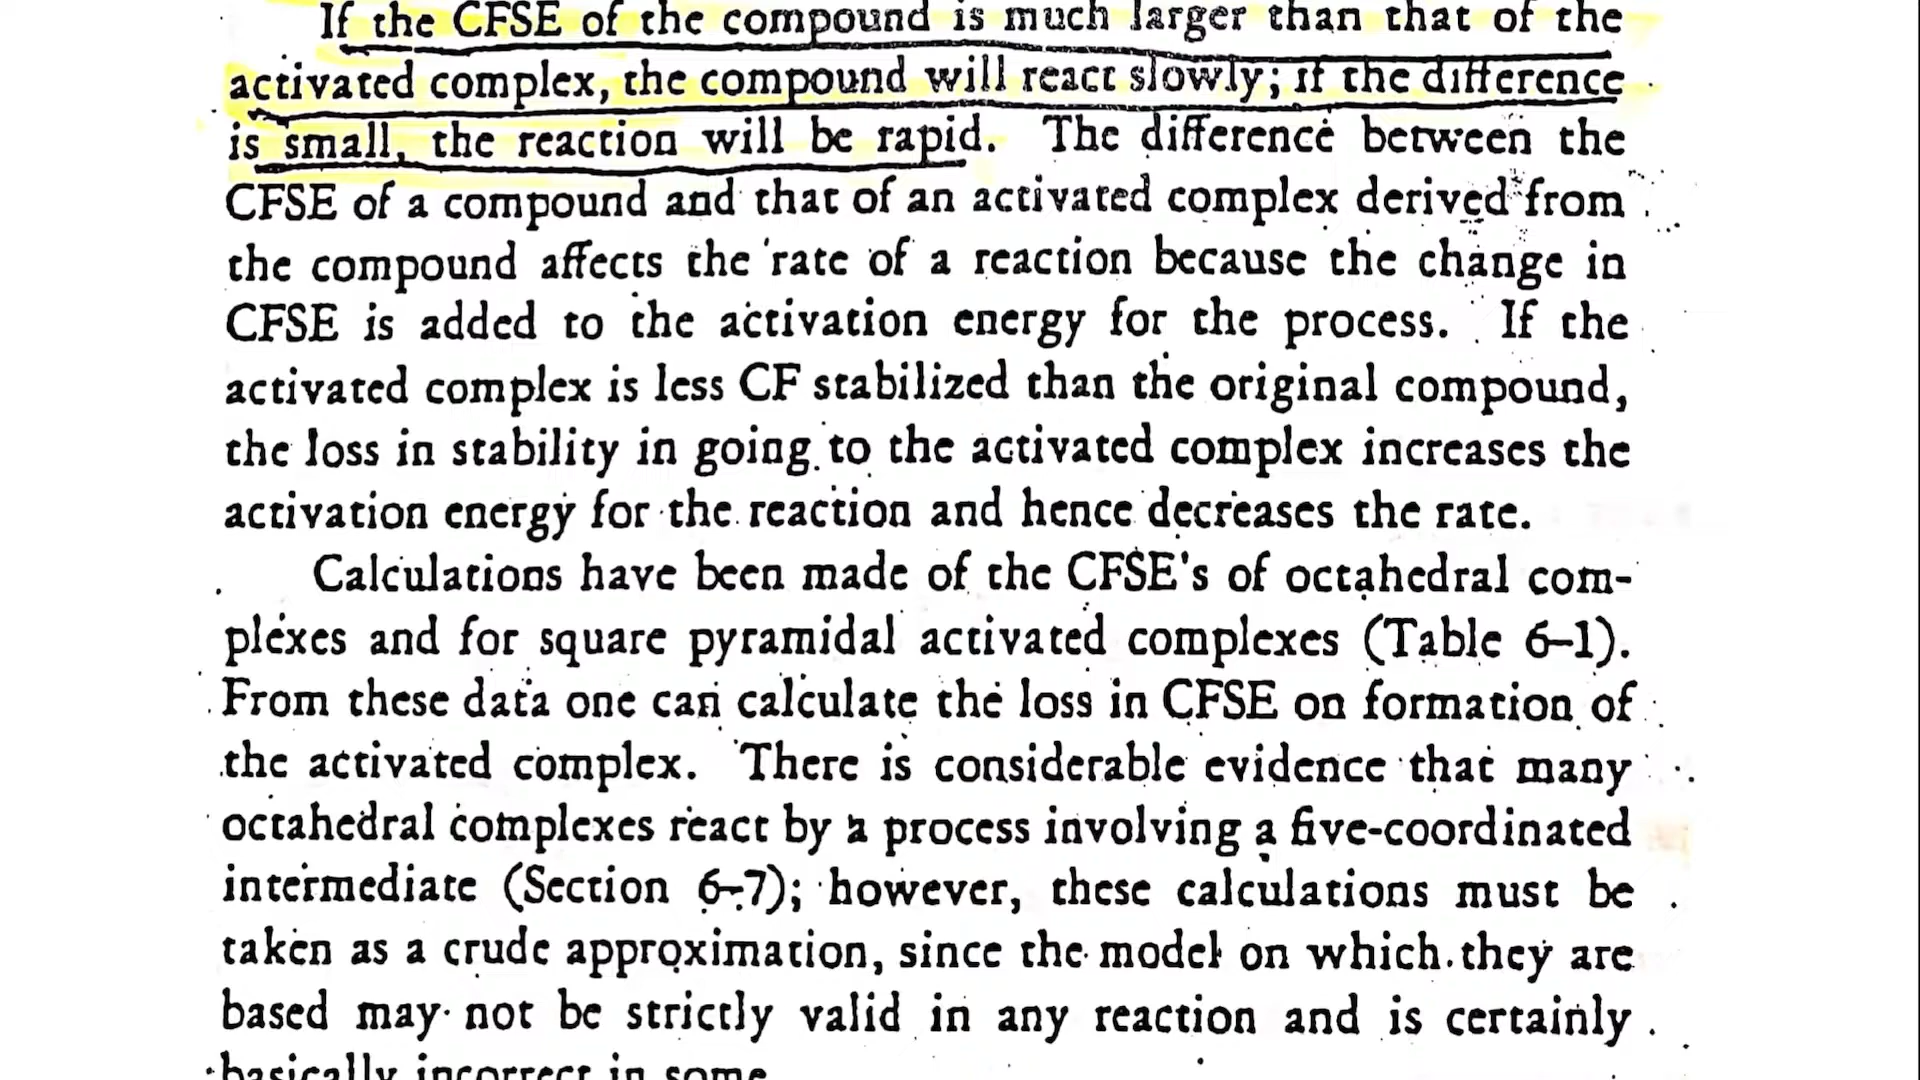 If the CFSE of the compound is much larger than that of the
activated complex, the compound will react slowly; if the difference
is small, the reaction will be rapid. The difference between the
CFSE of a compound and that of an activated complex derived from
the compound affects the rate of a reaction because the change in
CFSE is added to the activation energy for the process. If the
activated complex is less CF stabilized than the original compound,
the loss in stability in going to the activated complex increases the
activation energy for the reaction and hence decreases the rate.
Calculations have been made of the CFSE's of octahedral com-
plexes and for square pyramidal activated complexes (Table 6–1).
From these data one can calculate the loss in CFSE on formation of
the activated complex. There is considerable evidence that many
octahedral complexes react by a process involving a five-coordinated
intermediate (Section 6–7); however, these calculations must be
taken as a crude approximation, since the model on which they are
based may not be strictly valid in any reaction and is certainly
basically incorrect in some